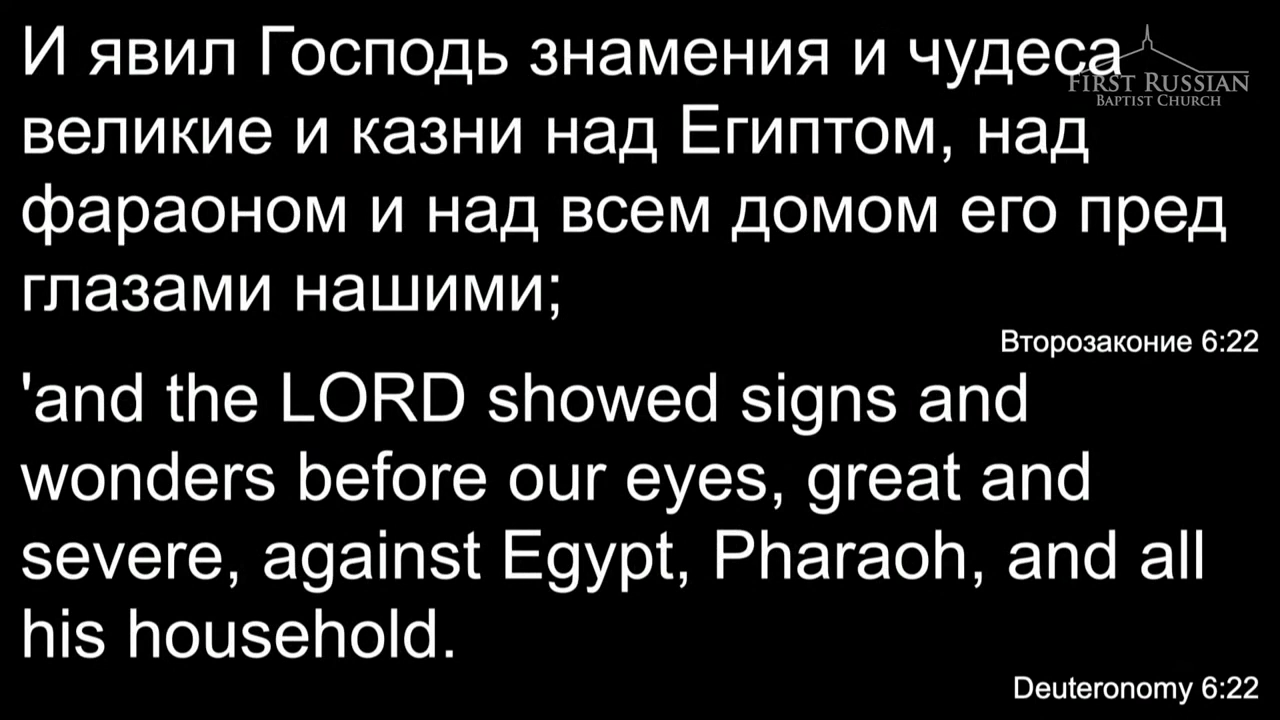 И явил Господь знамения и чудеса
FIRST RUSSIAN
BAPTIST CHURCH
великие и казни над Египтом, над
фараоном и над всем домом его пред
глазами нашими;
Второзаконие 6:22
'and the LORD showed signs and
wonders before our eyes, great and
severe, against Egypt, Pharaoh, and all
his household.
Deuteronomy 6:22